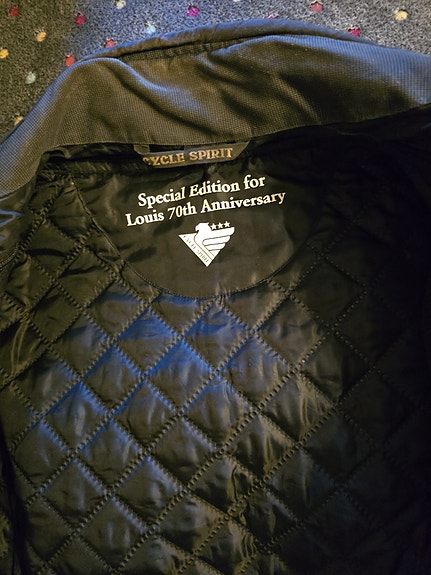 CYCLE SPIRIT
Special Edition for
Louis 70th Anniversary